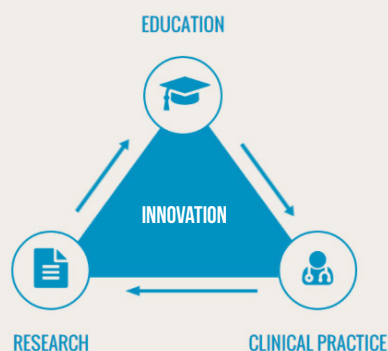 EDUCATION
INNOVATION
RESEARCH
CLINICAL PRACTICE